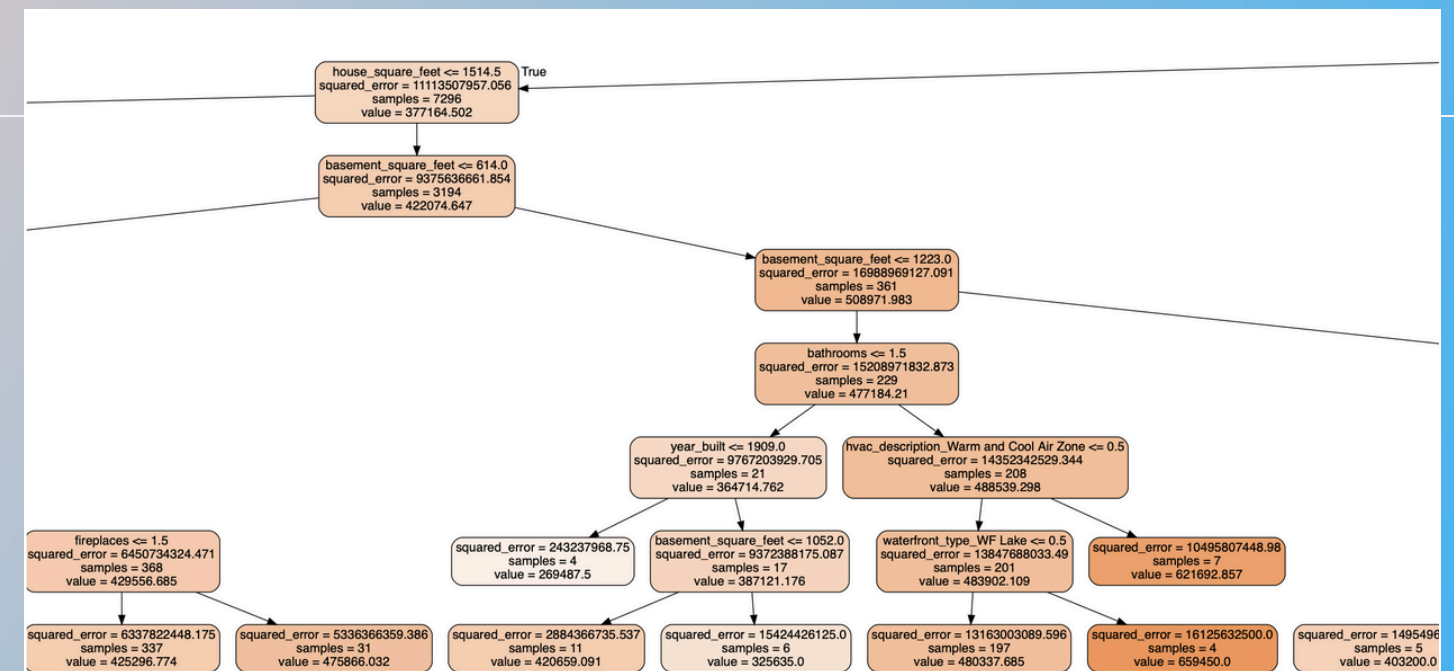 house_square_feet <= 1514.5
True
squared_error = 11113507957.056
samples = 7296
value = 377164.502
basement_square_feet <= 614.0
squared_error = 9375636661.854
samples = 3194
value = 422074.647
basement_square_feet <= 1223.0
squared_error = 16988969127.091
samples = 361
value = 508971.983
bathrooms <= 1.5
squared_error = 15208971832.873
samples = 229
value = 477184.21
year_built <= 1909.0
squared_error = 9767203929.705
samples = 21
value = 364714.762
hvac_description_Warm and Cool Air Zone <= 0.5
squared_error = 14352342529.344
samples = 208
value = 488539.298
fireplaces <= 1.5
squared_error = 6450734324.471
samples = 368
value = 429556.685
squared_error = 243237968.75
samples = 4
value = 269487.5
basement_square_feet <= 1052.0
squared_error = 9372388175.087
samples = 17
value = 387121.176
waterfront_type_WF Lake <= 0.5
squared_error = 13847688033.49
samples = 201
value = 483902.109
squared_error = 10495807448.98
samples = 7
value = 621692.857
squared_error = 6337822448.175
samples = 337
value = 425296.774
squared_error = 5336366359.386
samples = 31
value = 475866.032
squared_error = 2884366735.537
samples = 11
value = 420659.091
squared_error = 15424426125.0
samples = 6
value = 325635.0
squared_error = 13163003089.596
samples = 197
value = 480337.685
squared_error = 16125632500.0
samples = 4
value = 659450.0
squared_error = 1495496
samples = 5
value = 403200.0